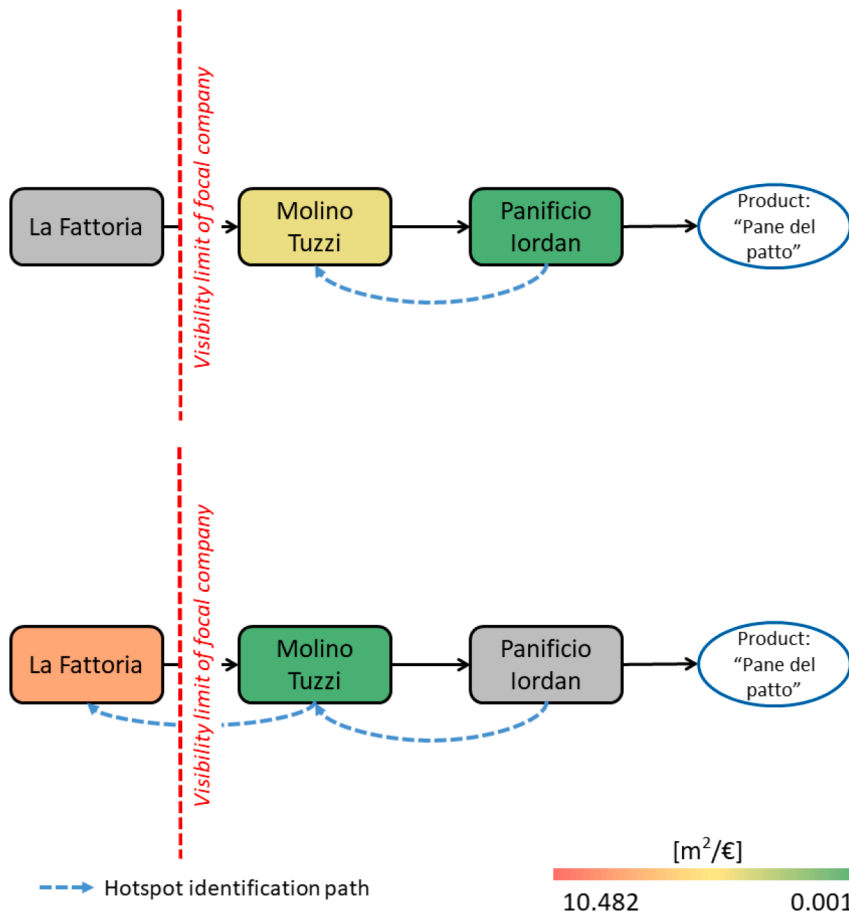 Visibility limit of focal company
La Fattoria
Molino
Tuzzi
Panificio
Iordan
Product:
“Pane del
patto”
Visibility limit of focal company
La Fattoria
Molino
Tuzzi
Panificio
Iordan
Product:
“Pane del
patto”
Hotspot identification path
[m²/€]
10.482
0.001